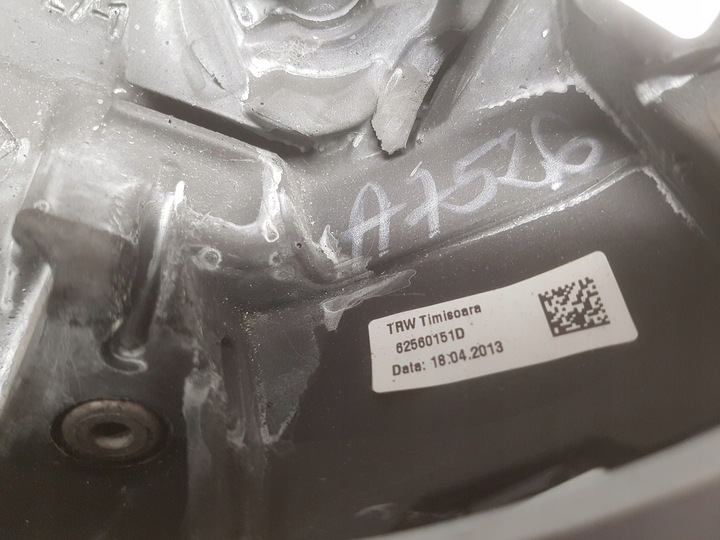 A7526
TRW Timisoara
62560151D
Data: 18.04.2013